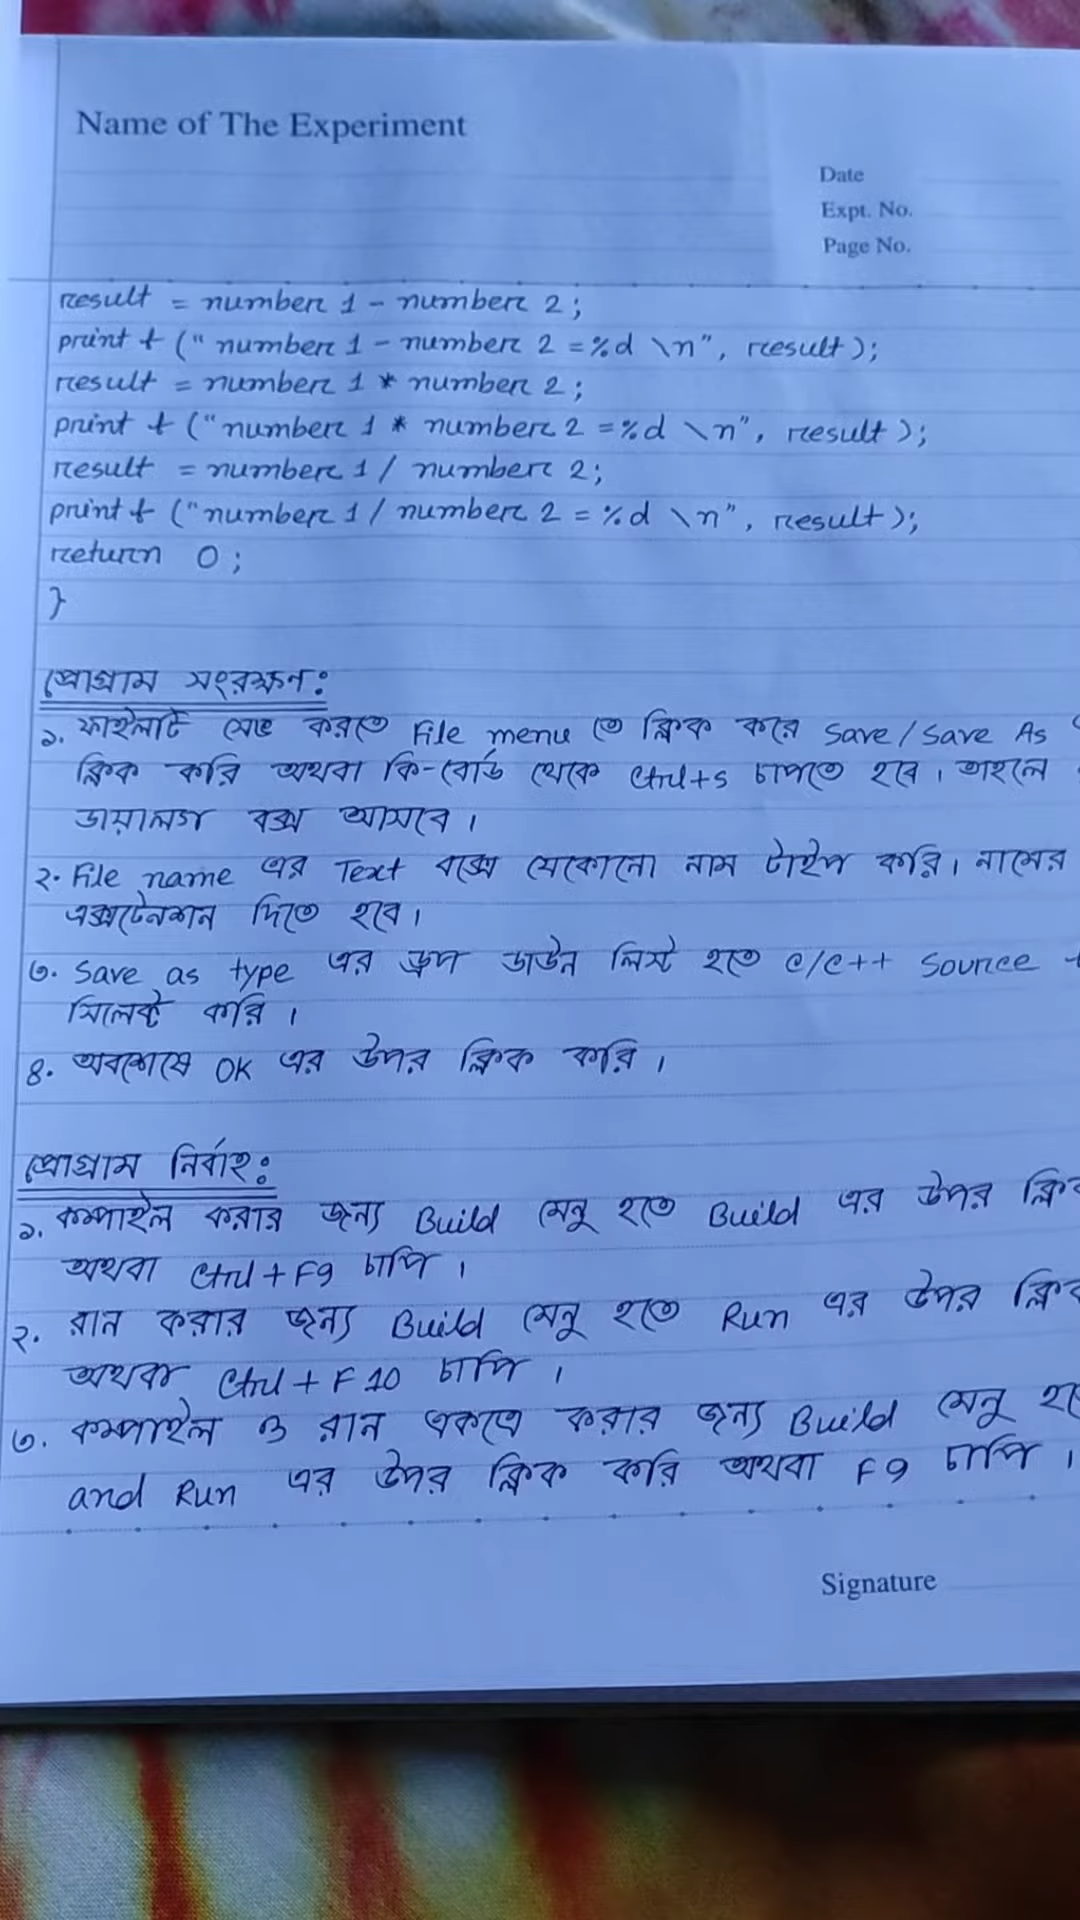 Name of The Experiment
Date
Expt. No.
Page No.
result = number 1 - number 2;
printf ("number 1 - number 2 = %d \n", result);
result = number 1 * number 2;
printf ("number 1 * number 2 = %d \n", result);
result = number 1 / number 2;
printf ("number 1 / number 2 = %d \n", result);
return 0;
}
প্রোগ্রাম সংরক্ষণ:
১. ফাইলটি সেভ করতে File menu তে ক্লিক করে Save / Save As
ক্লিক করি অথবা কি-বোর্ড থেকে Ctrl+s চাপতে হবে। তাহলে
ডায়ালগ বক্স আসবে।
২. File name এর Text বক্সে যেকোনো নাম টাইপ করি। নামের
এক্সটেনশন দিতে হবে।
৩. Save as type এর ড্রপ ডাউন লিস্ট হতে c/c++ source
সিলেক্ট করি।
৪. অবশেষে OK এর উপর ক্লিক করি।
প্রোগ্রাম নির্বাহ:
১. কম্পাইল করার জন্য Build মেনু হতে Build এর উপর
অথবা Ctrl+F9 চাপি।
২. রান করার জন্য Build মেনু হতে Run এর উপর
অথবা Ctrl+F10 চাপি।
৩. কম্পাইল ও রান একত্রে করার জন্য Build মেনু
and Run এর উপর ক্লিক করি অথবা F9 চাপি।
Signature